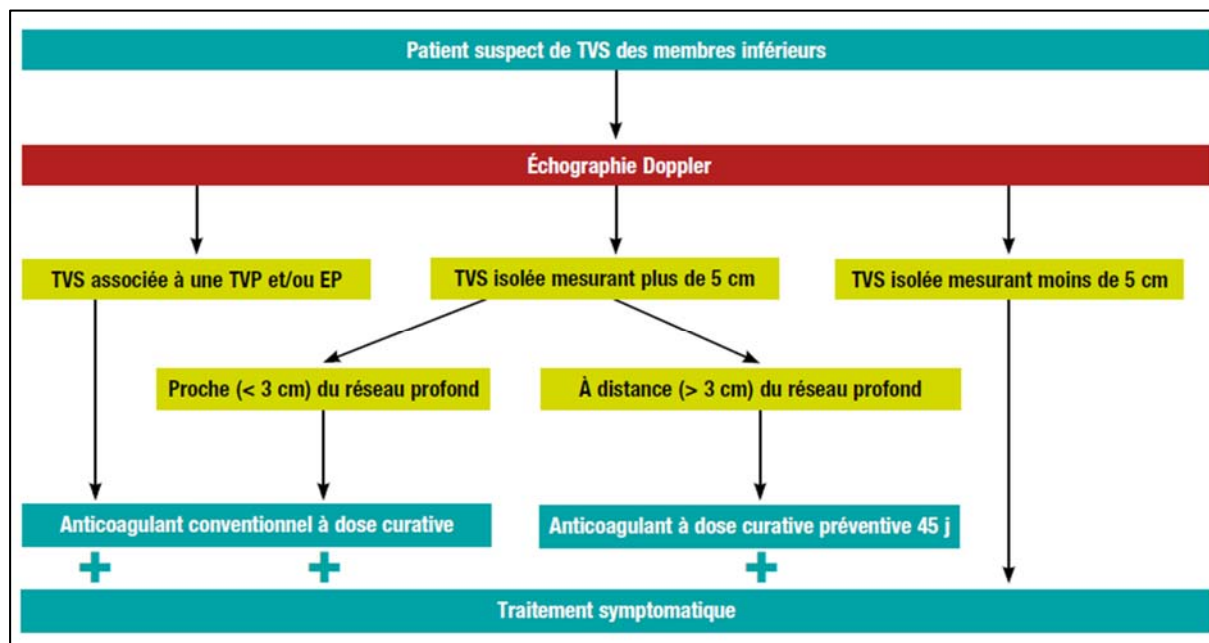 Patient suspect de TVS des membres inférieurs
Échographie Doppler
TVS associée à une TVP et/ou EP
TVS isolée mesurant plus de 5 cm
TVS isolée mesurant moins de 5 cm
Proche (< 3 cm) du réseau profond
À distance (> 3 cm) du réseau profond
Anticoagulant conventionnel à dose curative
Anticoagulant à dose curative préventive 45 j
+ + +
Traitement symptomatique